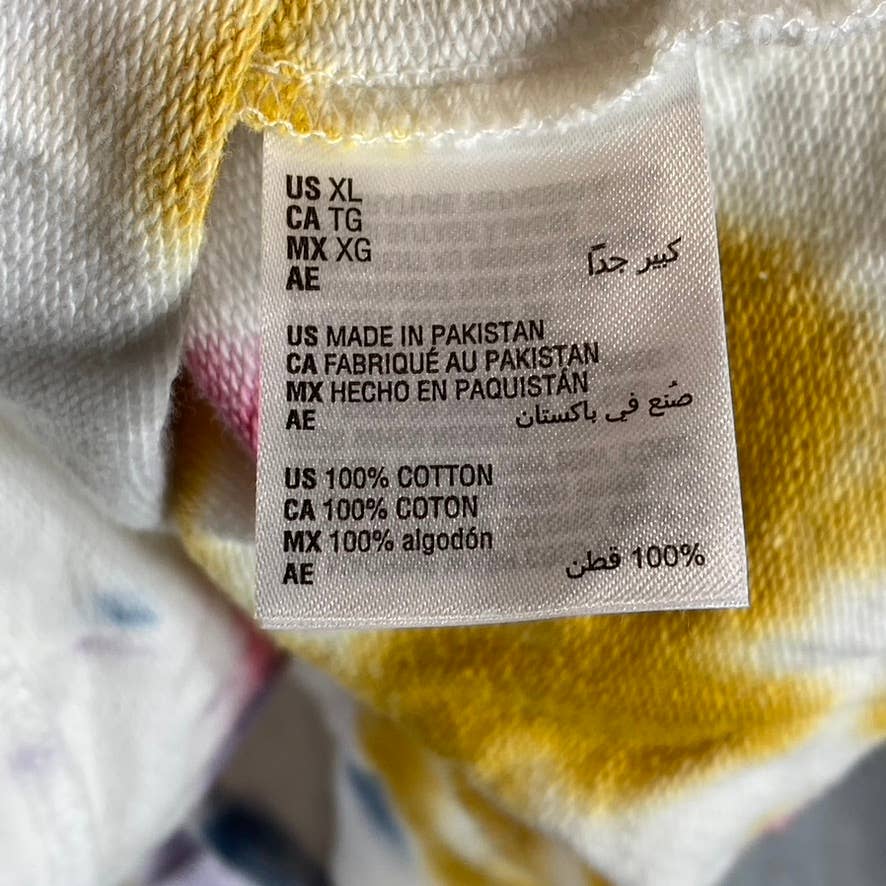 US XL
CA TG
MX XG
AE كبير جداً
US MADE IN PAKISTAN
CA FABRIQUÉ AU PAKISTAN
MX HECHO EN PAQUISTÁN
AE صُنع في باكستان
US 100% COTTON
CA 100% COTON
MX 100% algodón
AE 100% قطن